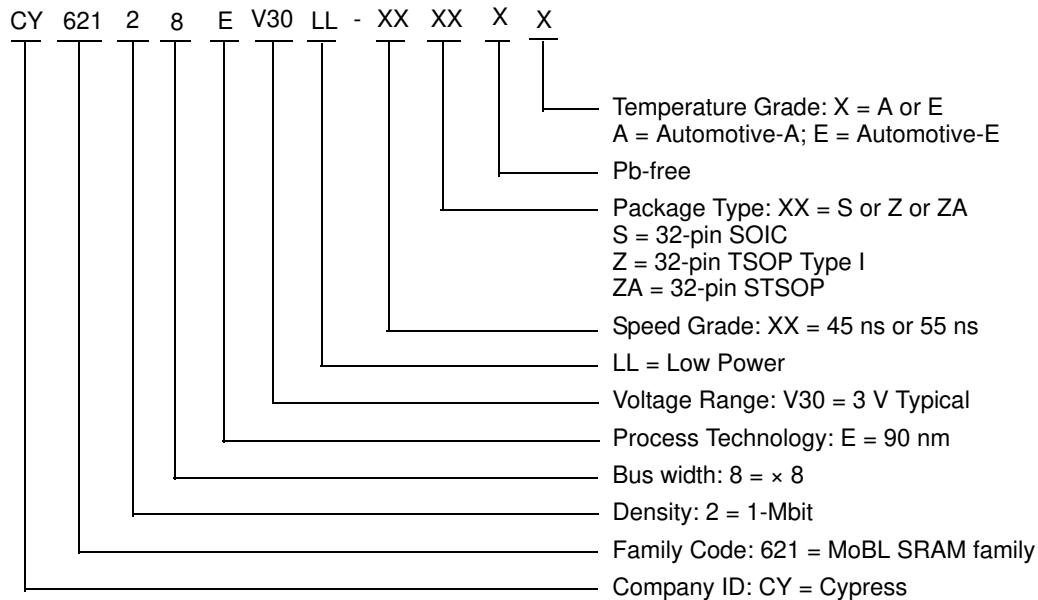 CY 621 2 8 E V30 LL - XX XX X X
Temperature Grade: X = A or E
A = Automotive-A; E = Automotive-E
Pb-free
Package Type: XX = S or Z or ZA
S = 32-pin SOIC
Z = 32-pin TSOP Type I
ZA = 32-pin STSOP
Speed Grade: XX = 45 ns or 55 ns
LL = Low Power
Voltage Range: V30 = 3 V Typical
Process Technology: E = 90 nm
Bus width: 8 = × 8
Density: 2 = 1-Mbit
Family Code: 621 = MoBL SRAM family
Company ID: CY = Cypress